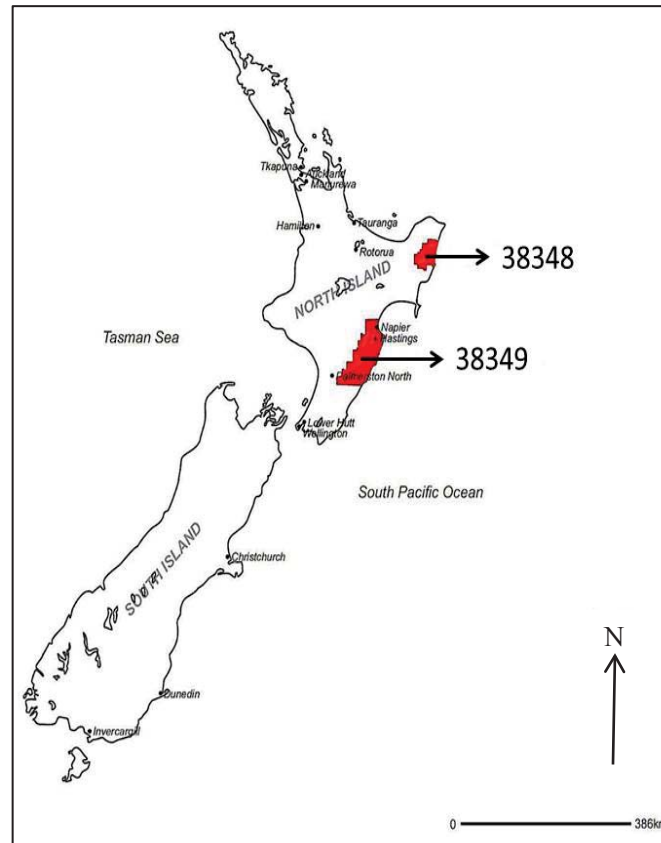 Tkapuna
Auckland
Manurewa
Hamilton
Tauranga
Rotorua
38348
NORTH ISLAND
Napier
Hastings
Tasman Sea
38349
Palmerston North
Lower Hutt
Wellington
South Pacific Ocean
SOUTH ISLAND
Christchurch
N
Dunedin
Invercargill
0
386km